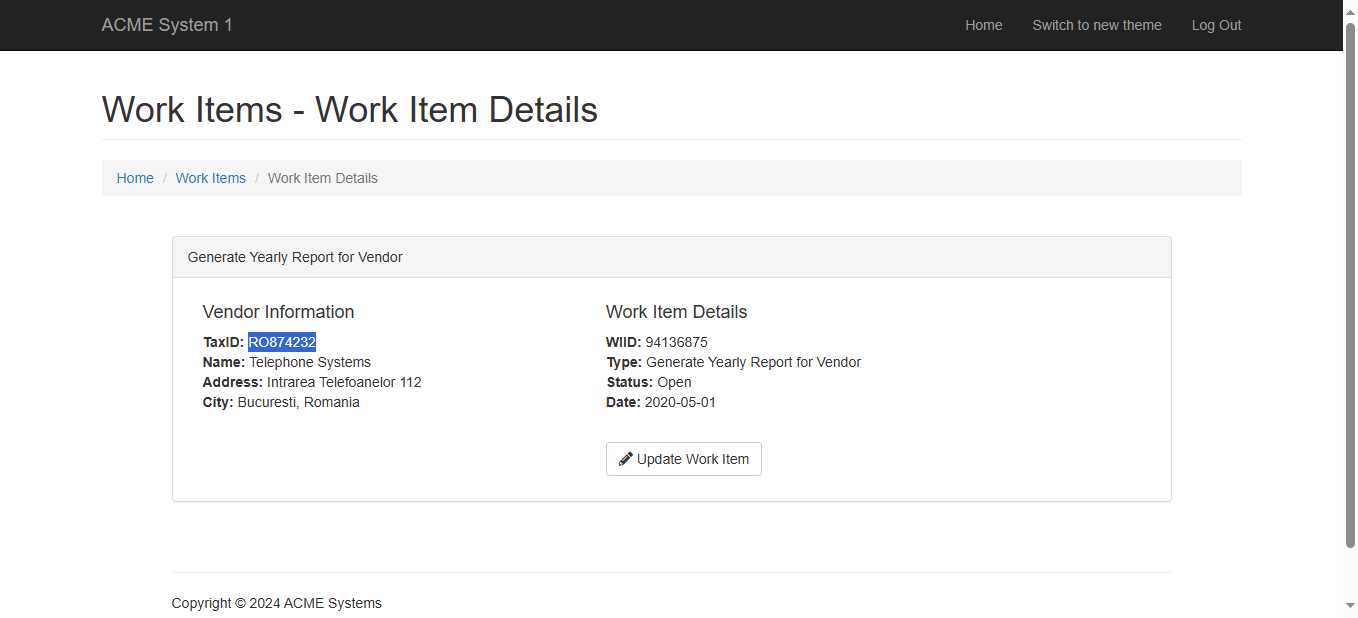 ACME System 1 Home Switch to new theme Log Out
Work Items - Work Item Details
Home / Work Items / Work Item Details
Generate Yearly Report for Vendor
Vendor Information
TaxID: RO874232
Name: Telephone Systems
Address: Intrarea Telefoanelor 112
City: Bucuresti, Romania
Work Item Details
WIID: 94136875
Type: Generate Yearly Report for Vendor
Status: Open
Date: 2020-05-01
Update Work Item
Copyright © 2024 ACME Systems